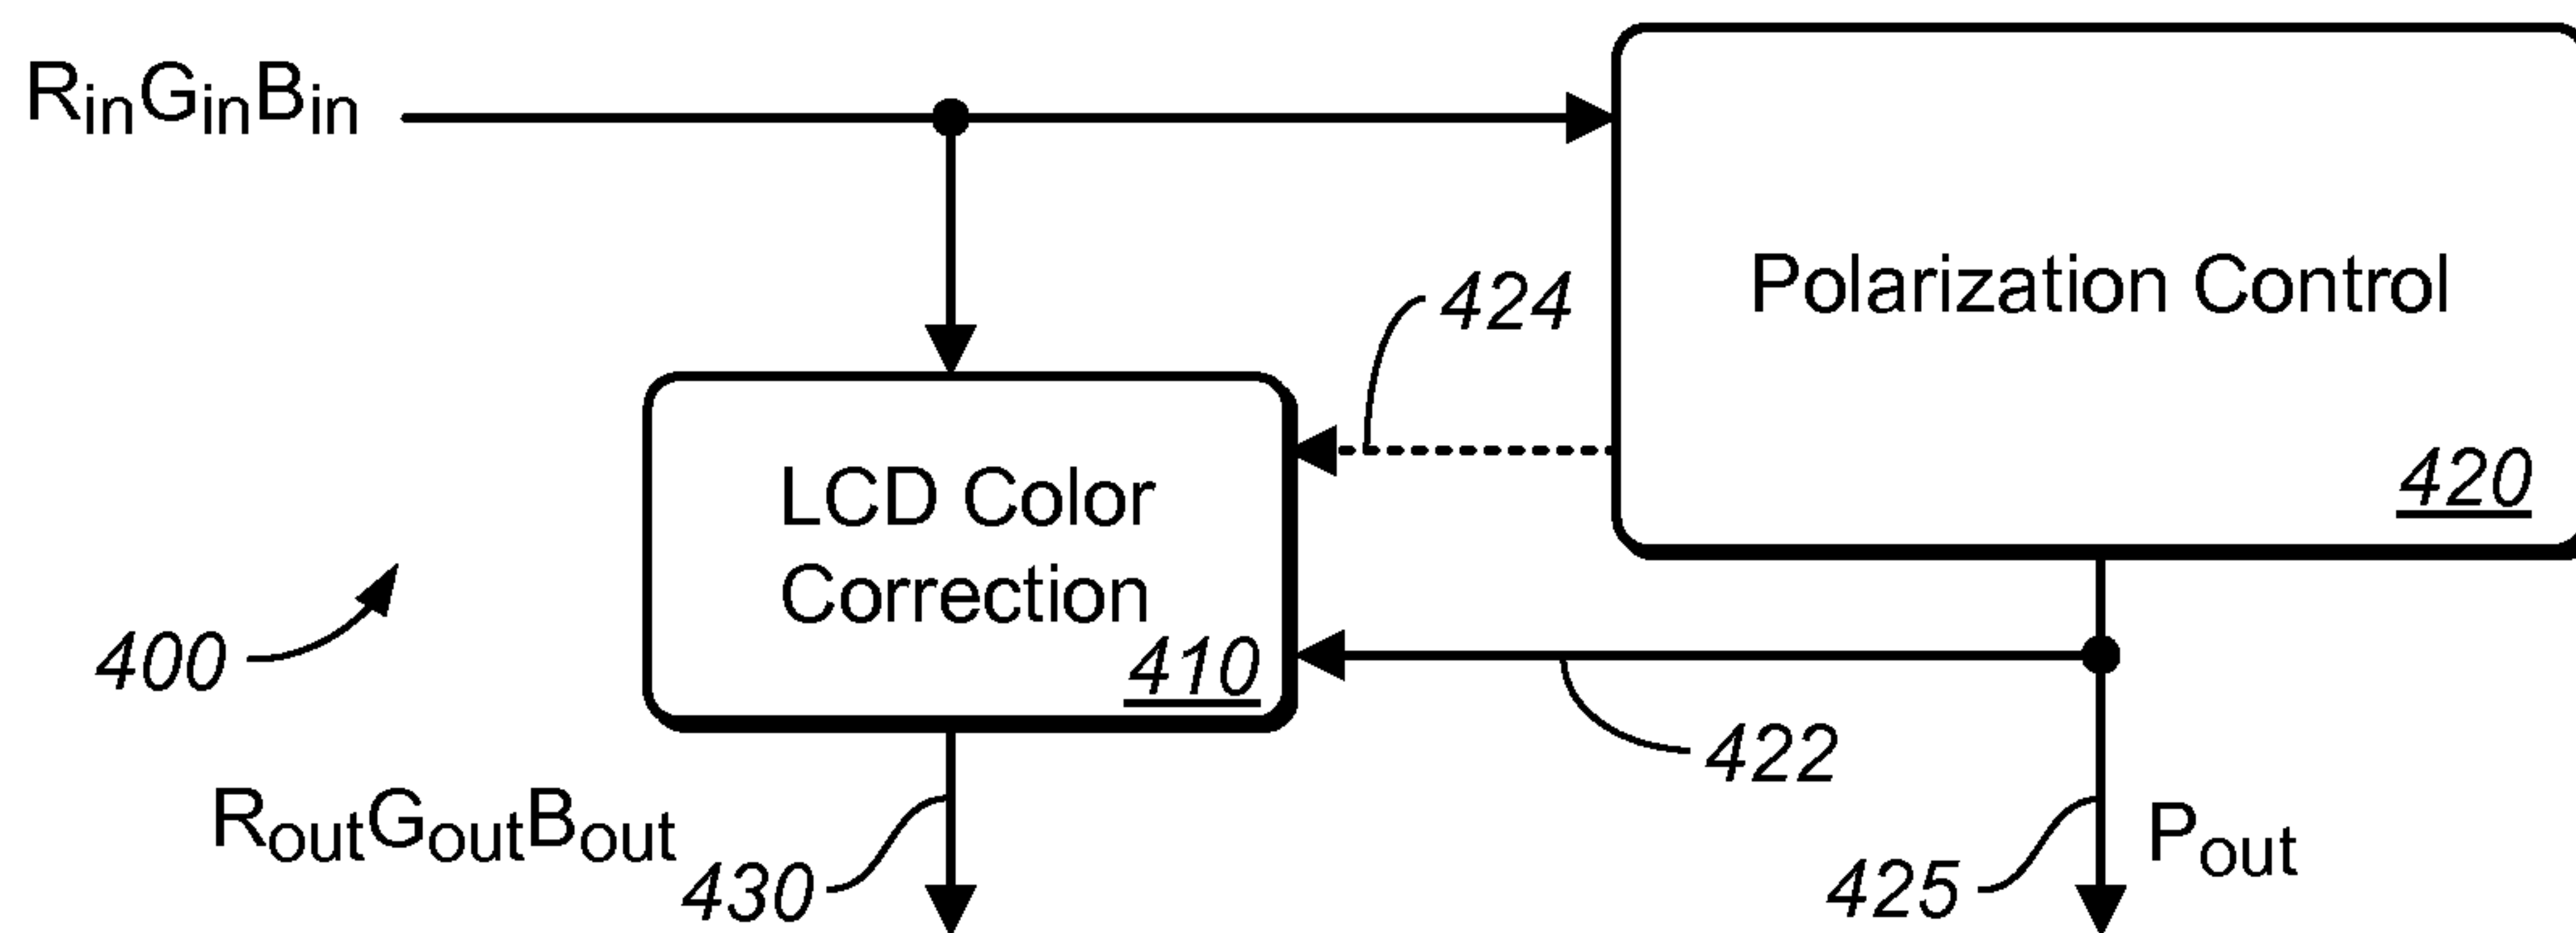 RinGinBin
Polarization Control
424
420
LCD Color
Correction
410
400
422
RoutGoutBout
430
425
Pout